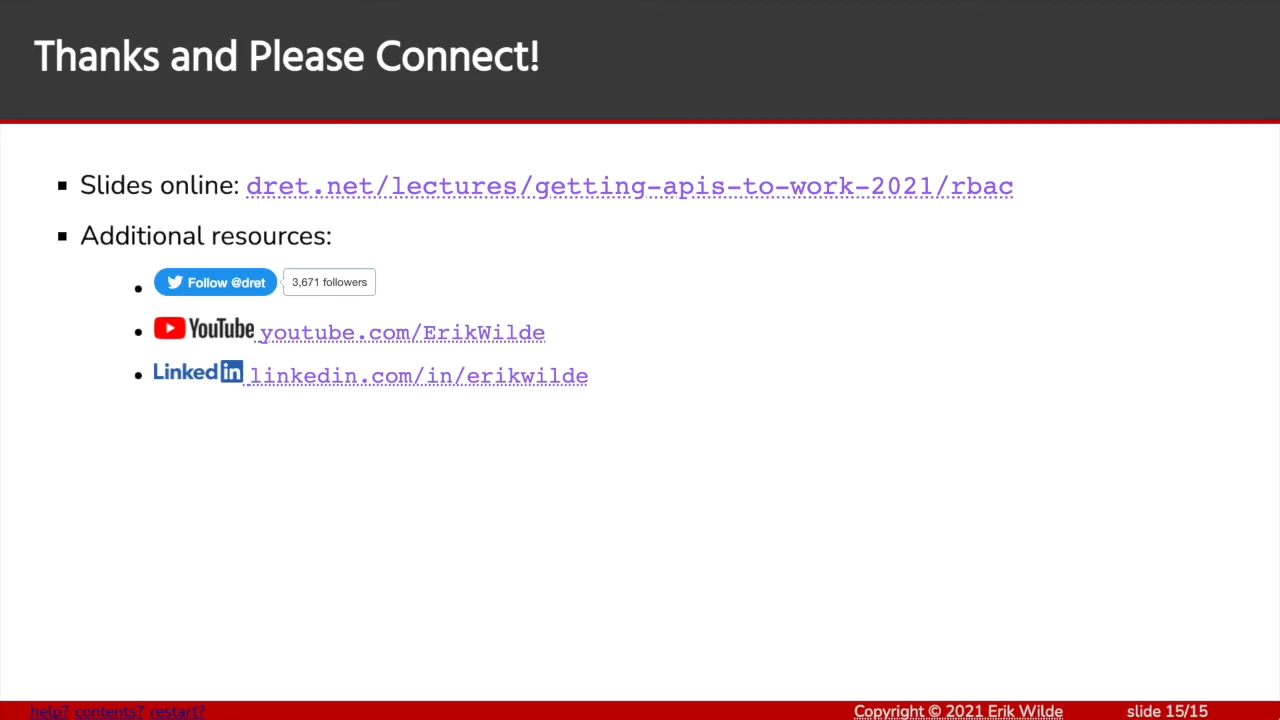 Thanks and Please Connect!
Slides online: dret.net/lectures/getting-apis-to-work-2021/rbac
Additional resources:
Follow @dret 3,671 followers
YouTube youtube.com/ErikWilde
Linkedin linkedin.com/in/erikwilde
help? contents? restart? Copyright © 2021 Erik Wilde slide 15/15